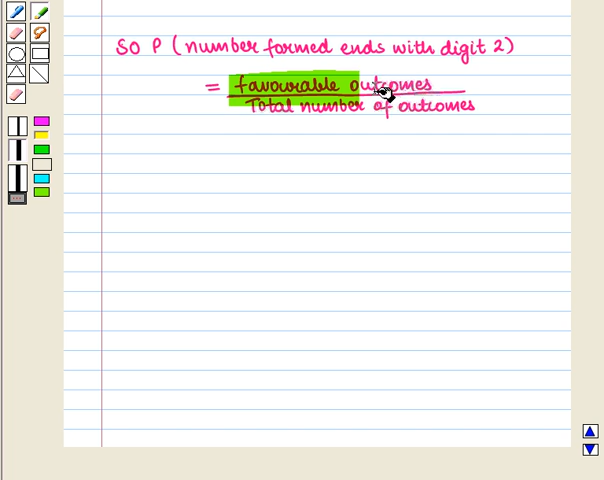 SO P (number formed ends with digit 2)
= favourable outcomes
Total number of outcomes